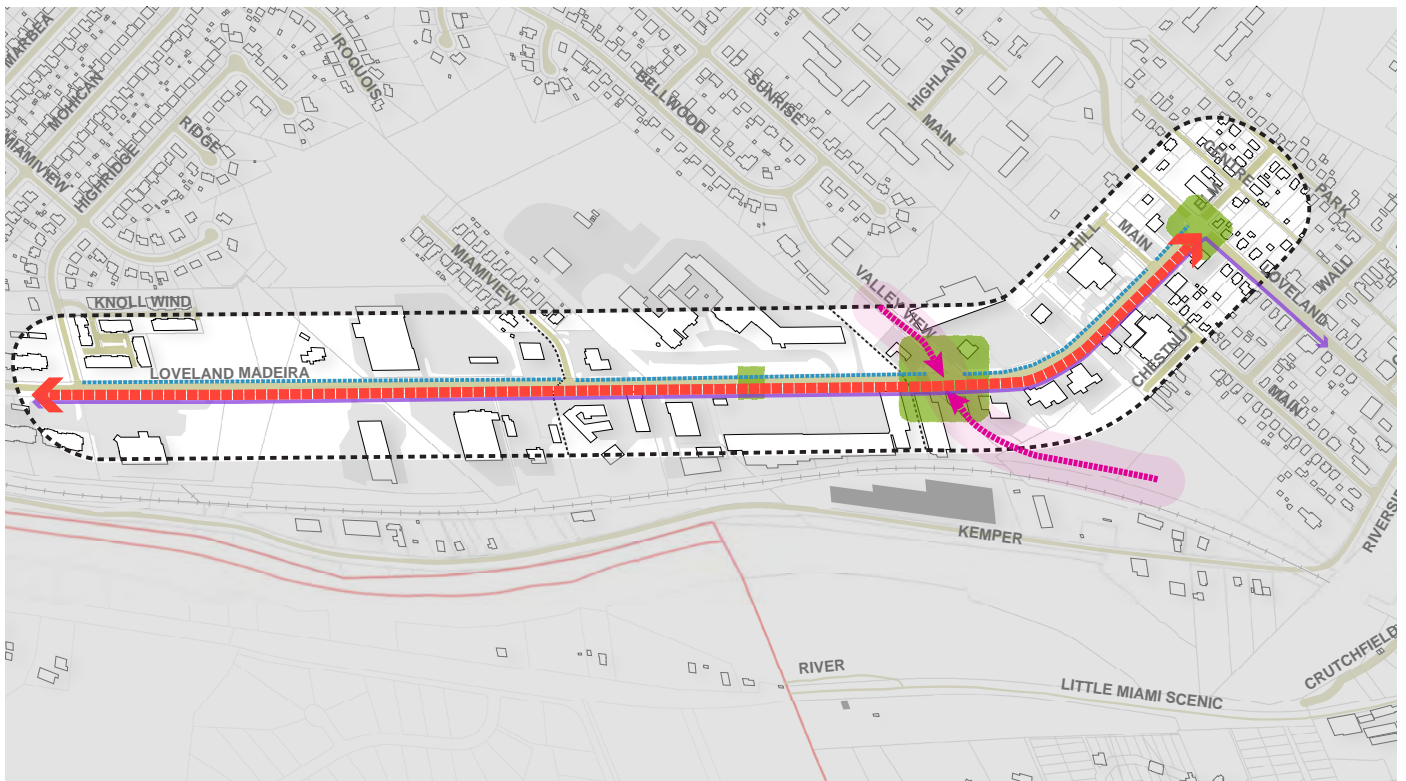 MARBEA
MOHICAN
IROQUOIS
MIAMIVIEW
HIGHRIDGE
RIDGE
BELLWOOD
SUNRISE
HIGHLAND
MAIN
CENTRE
ELM
PARK
HILL
MAIN
WALL
LOVELAND
MIAMIVIEW
VALLEY VIEW
KNOLL WIND
LOVELAND MADEIRA
CHESTNUT
MAIN
KEMPER
RIVER
LITTLE MIAMI SCENIC
CRUTCHFIELD